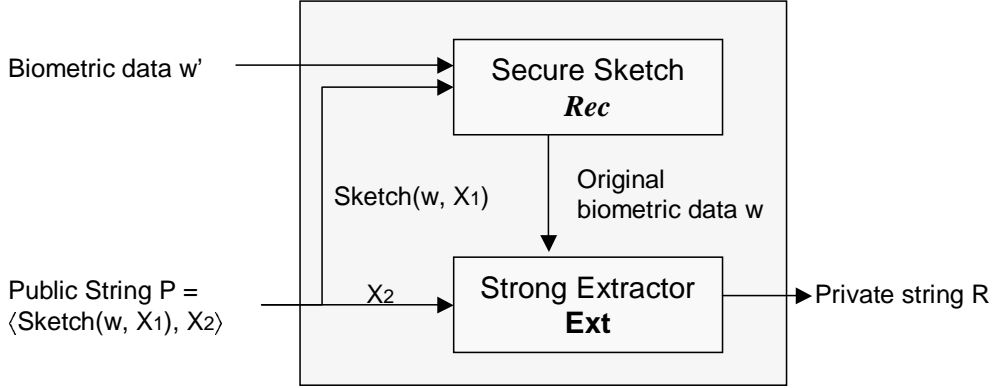 Biometric data w’
Secure Sketch
Rec
Sketch(w, X1)
Original
biometric data w
Public String P =
⟨Sketch(w, X1), X2⟩
X2
Strong Extractor
Ext
Private string R